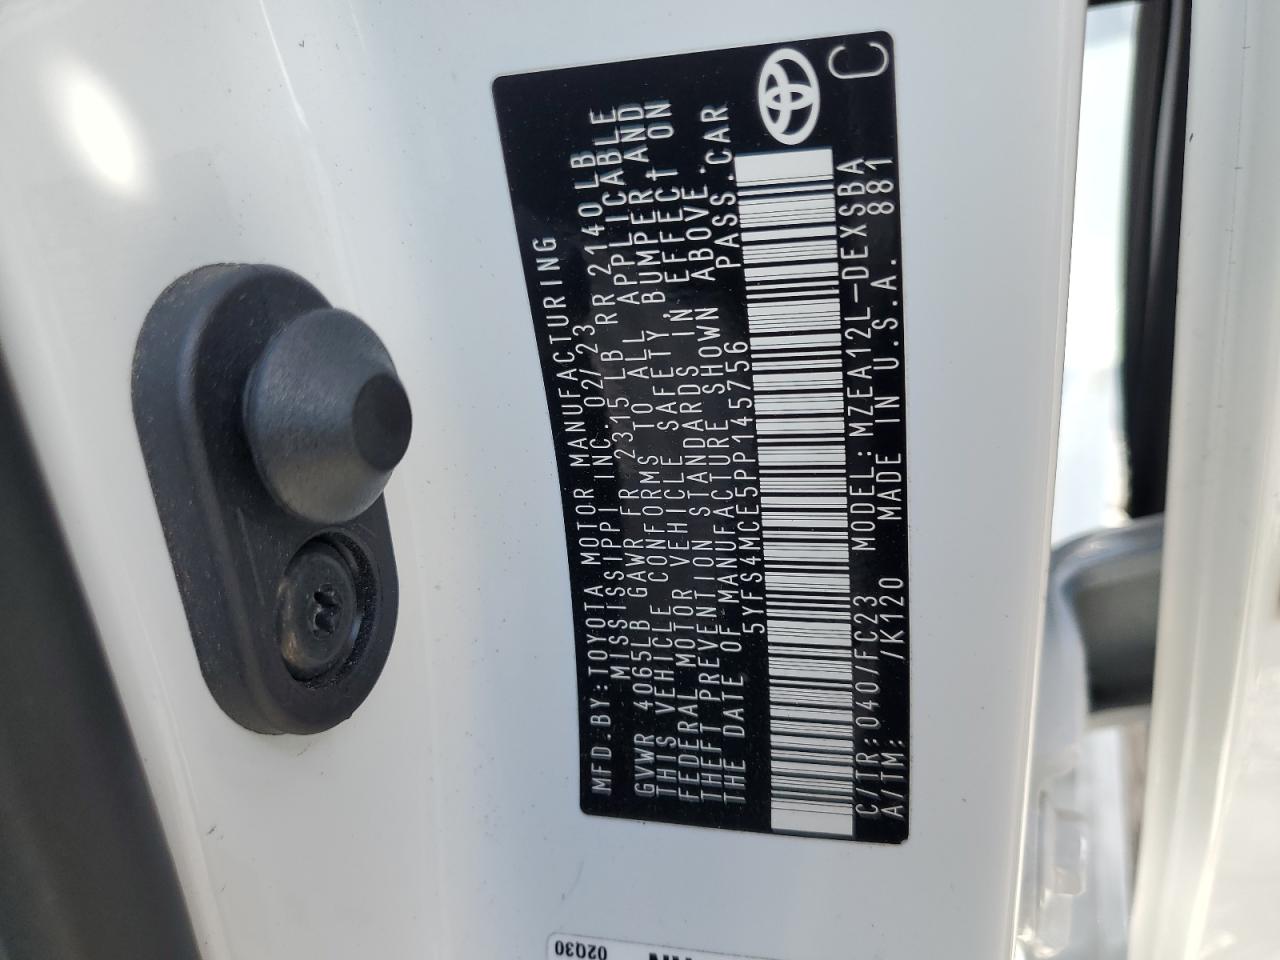 MFD.BY:TOYOTA MOTOR MANUFACTURING
MISSISSIPPI INC. 02/23
GVWR 4065LB GAWR FR 2315LB RR 2140LB
THIS VEHICLE CONFORMS TO ALL APPLICABLE
FEDERAL MOTOR VEHICLE SAFETY, BUMPER, AND
THEFT PREVENTION STANDARDS IN EFFECT ON
THE DATE OF MANUFACTURE SHOWN ABOVE.
5YFS4MCE5PP145756 PASS.CAR
C/TR:040/FC23 MODEL:MZEA12L-DEXSBA
A/TM: /K120 MADE IN U.S.A. 881
C
02Q30